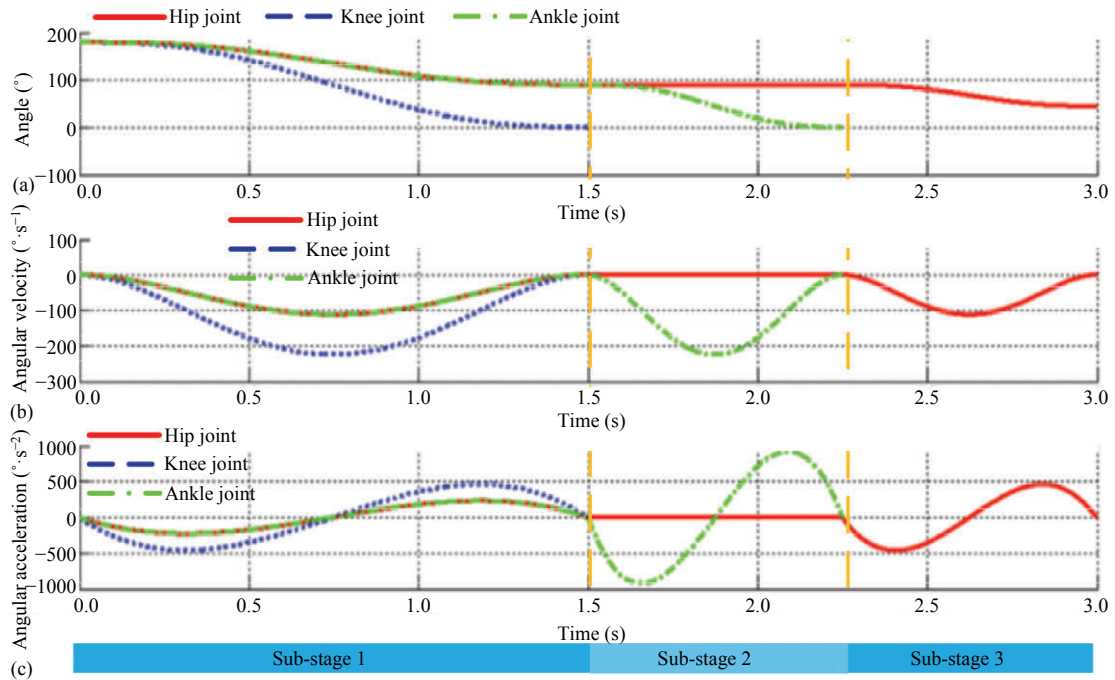 Hip joint Knee joint Ankle joint
200
100
0
−100
Angle (°)
(a)
0.0 0.5 1.0 1.5 2.0 2.5 3.0
Time (s)
Hip joint
Knee joint
Ankle joint
100
0
−100
−200
−300
Angular velocity (°·s⁻¹)
(b)
0.0 0.5 1.0 1.5 2.0 2.5 3.0
Time (s)
Hip joint
Knee joint
Ankle joint
1000
500
0
−500
−1000
Angular acceleration (°·s⁻²)
0.0 0.5 1.0 1.5 2.0 2.5 3.0
Time (s)
(c)
Sub-stage 1 Sub-stage 2 Sub-stage 3